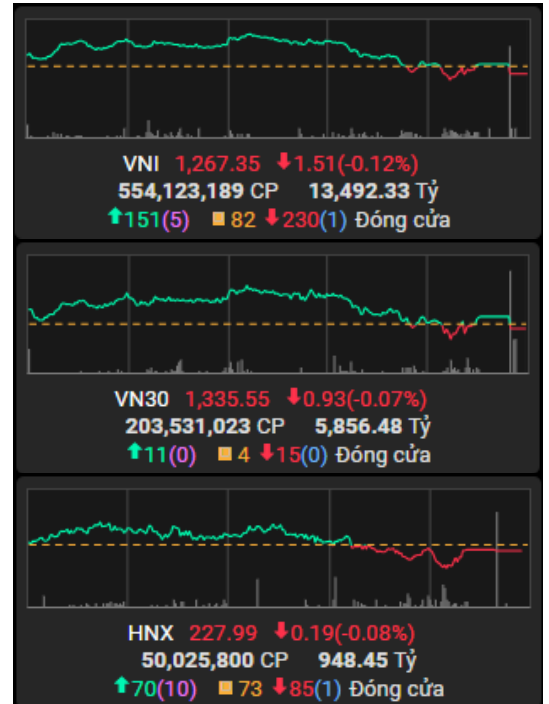 VNI 1,267.35 1.51(-0.12%)
554,123,189 CP 13,492.33 Tỷ
151(5) 82 230(1) Đóng cửa
VN30 1,335.55 0.93(-0.07%)
203,531,023 CP 5,856.48 Tỷ
11(0) 4 15(0) Đóng cửa
HNX 227.99 0.19(-0.08%)
50,025,800 CP 948.45 Tỷ
70(10) 73 85(1) Đóng cửa